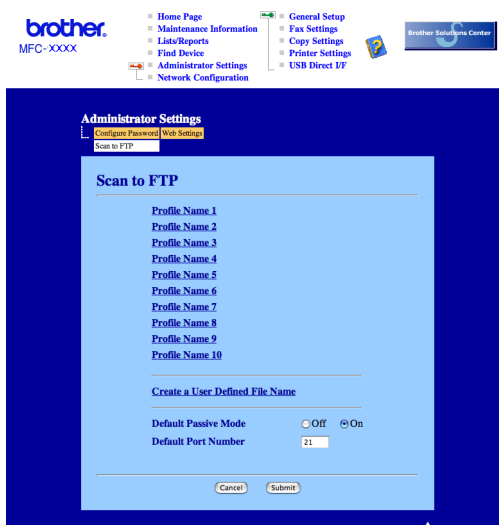 brother.
MFC-XXXX
Home Page
Maintenance Information
Lists/Reports
Find Device
Administrator Settings
Network Configuration
General Setup
Fax Settings
Copy Settings
Printer Settings
USB Direct I/F
Brother Solutions Center
Administrator Settings
Configure Password Web Settings
Scan to FTP
Scan to FTP
Profile Name 1
Profile Name 2
Profile Name 3
Profile Name 4
Profile Name 5
Profile Name 6
Profile Name 7
Profile Name 8
Profile Name 9
Profile Name 10
Create a User Defined File Name
Default Passive Mode Off On
Default Port Number 21
Cancel Submit